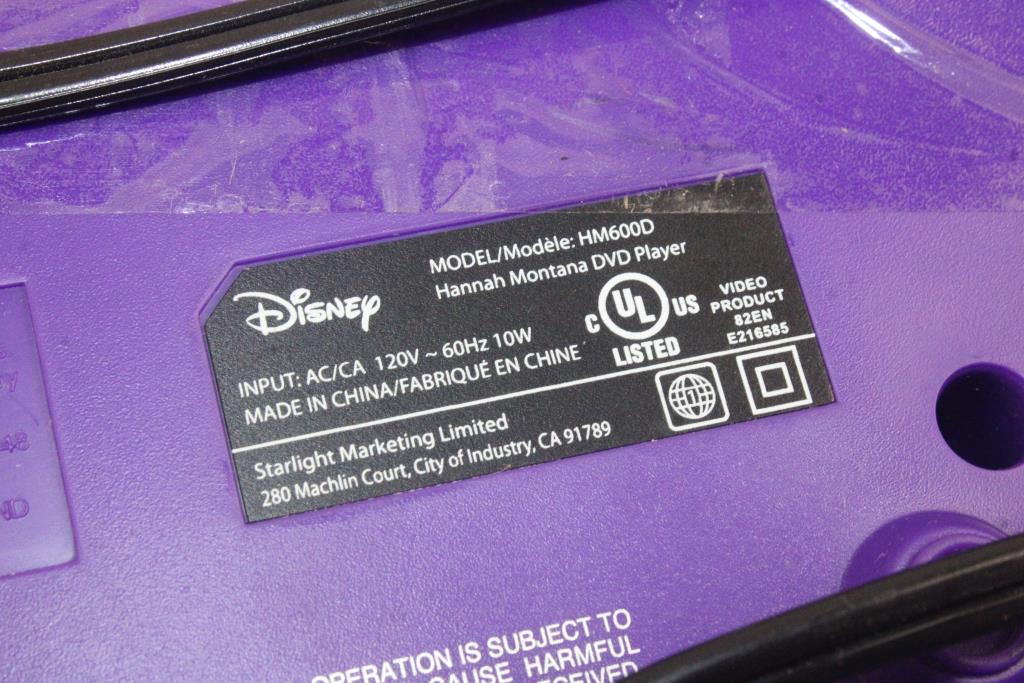 MODEL/Modèle: HM600D
Hannah Montana DVD Player
Disney
INPUT: AC/CA 120V ~ 60Hz 10W
MADE IN CHINA/FABRIQUÉ EN CHINE
C UL US
LISTED
VIDEO
PRODUCT
82EN
E216585
1
Starlight Marketing Limited
280 Machlin Court, City of Industry, CA 91789
OPERATION IS SUBJECT TO
CAUSE HARMFUL